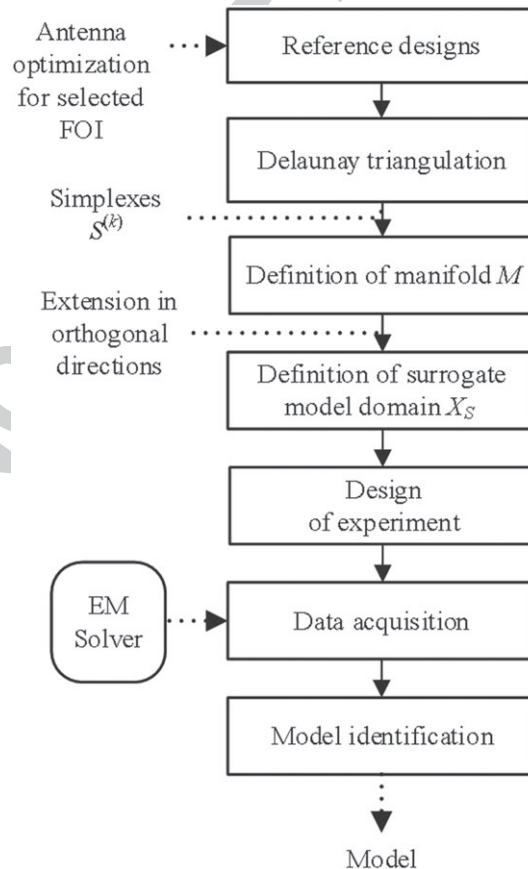 Antenna
optimization
for selected
FOI
Reference designs
Delaunay triangulation
Simplexes
S^(k)
Definition of manifold M
Extension in
orthogonal
directions
Definition of surrogate
model domain X_S
Design
of experiment
EM
Solver
Data acquisition
Model identification
Model